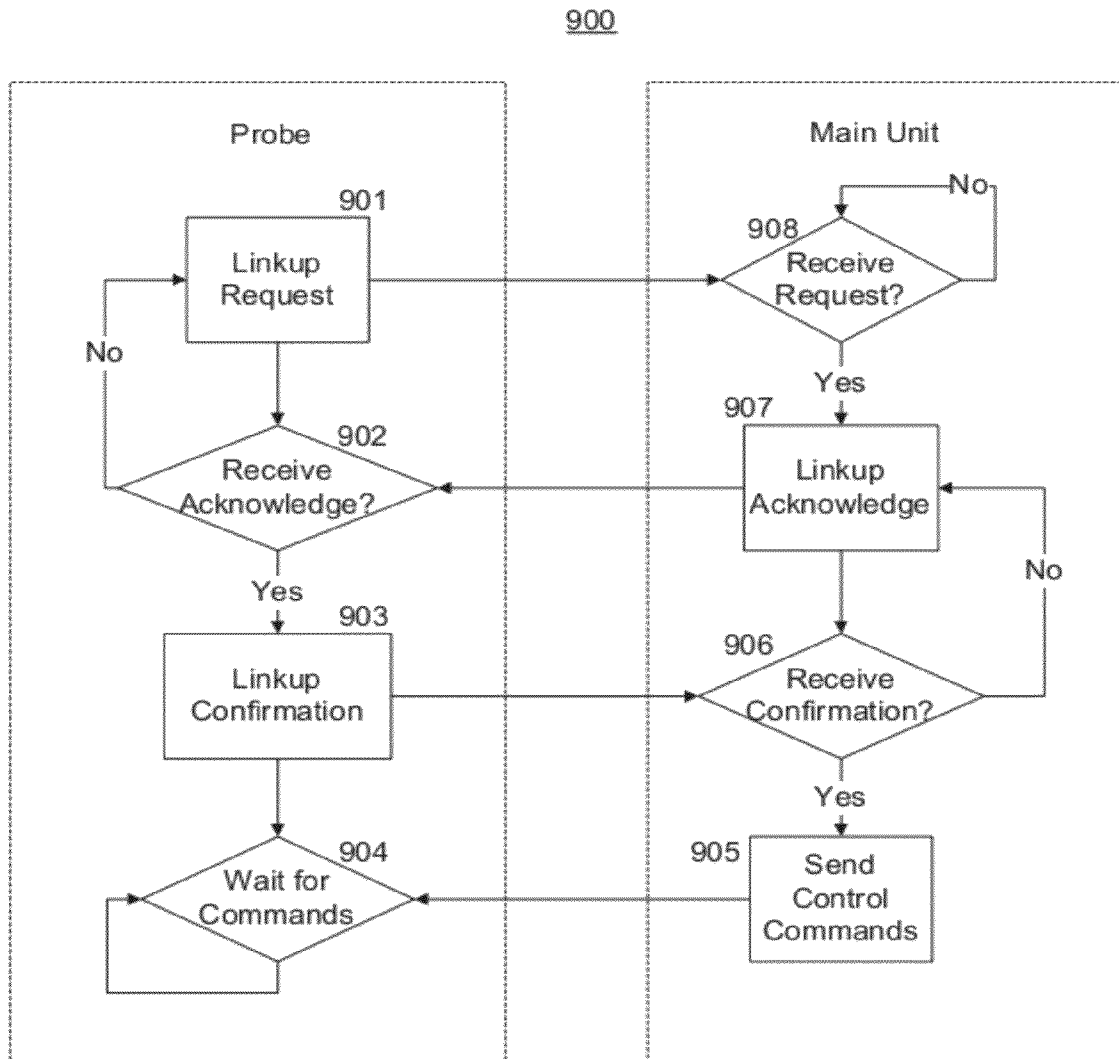 900
Probe
901
Linkup
Request
No
902
Receive
Acknowledge?
Yes
903
Linkup
Confirmation
904
Wait for
Commands
Main Unit
No
908
Receive
Request?
Yes
907
Linkup
Acknowledge
No
906
Receive
Confirmation?
Yes
905
Send
Control
Commands